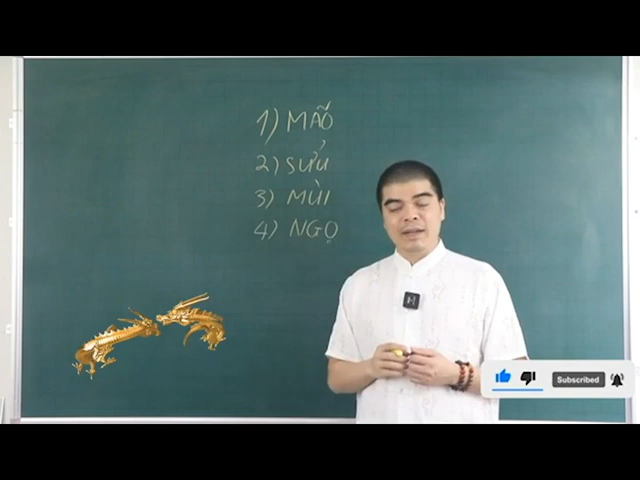 1) MÃO
2) SỬU
3) MÙI
4) NGỌ
Subscribed